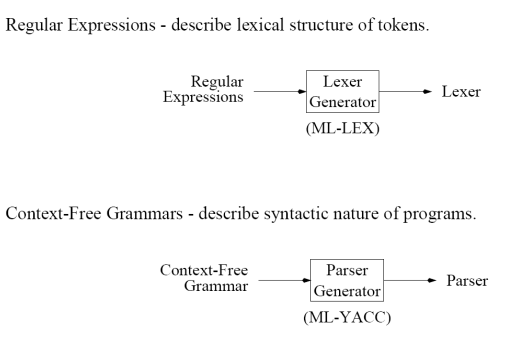 Regular Expressions - describe lexical structure of tokens.
Regular
Expressions
Lexer
Generator
Lexer
(ML-LEX)
Context-Free Grammars - describe syntactic nature of programs.
Context-Free
Grammar
Parser
Generator
Parser
(ML-YACC)